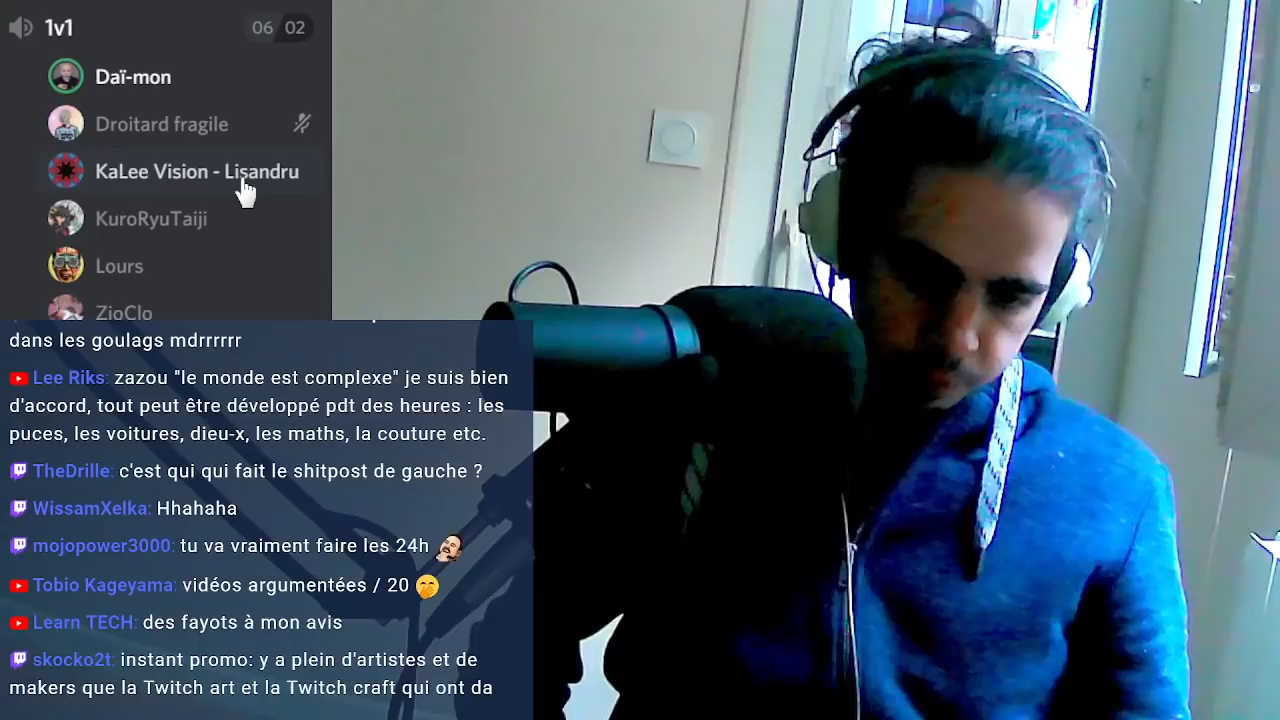 1v1 06 02
Daï-mon
Droitard fragile
KaLee Vision - Lisandru
KuroRyuTaiji
Lours
ZioClo
dans les goulags mdrrrrr
Lee Riks: zazou "le monde est complexe" je suis bien
d'accord, tout peut être développé pdt des heures : les
puces, les voitures, dieu-x, les maths, la couture etc.
TheDrille: c'est qui qui fait le shitpost de gauche ?
WissamXelka: Hhahaha
mojopower3000: tu va vraiment faire les 24h
Tobio Kageyama: vidéos argumentées / 20 🤭
Learn TECH: des fayots à mon avis
skocko2t: instant promo: y a plein d'artistes et de
makers que la Twitch art et la Twitch craft qui ont da